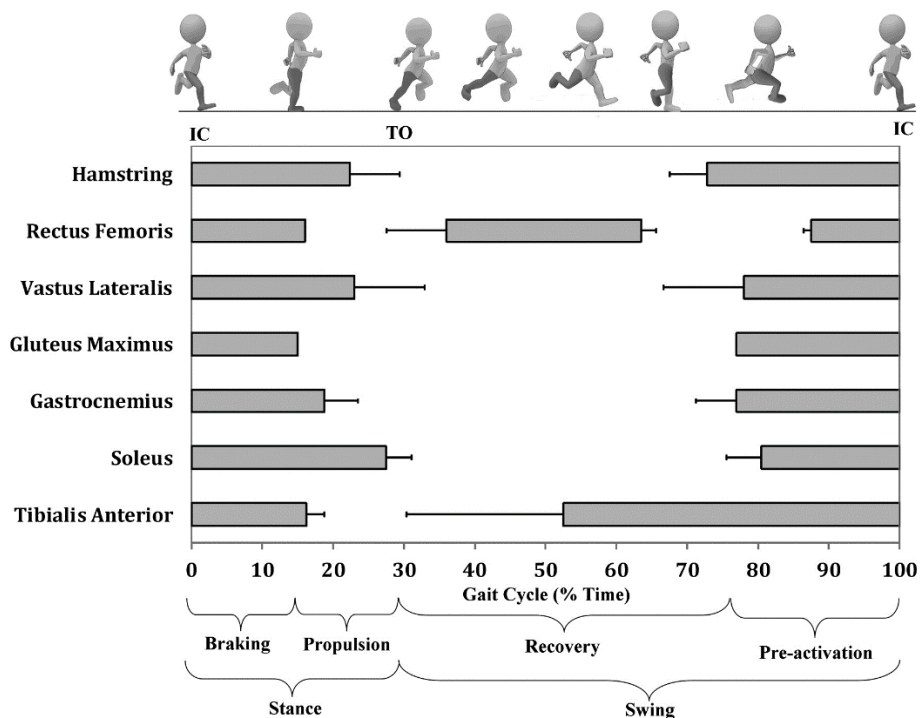 IC TO IC
Hamstring
Rectus Femoris
Vastus Lateralis
Gluteus Maximus
Gastrocnemius
Soleus
Tibialis Anterior
0 10 20 30 40 50 60 70 80 90 100
Gait Cycle (% Time)
Braking Propulsion Recovery Pre-activation
Stance Swing